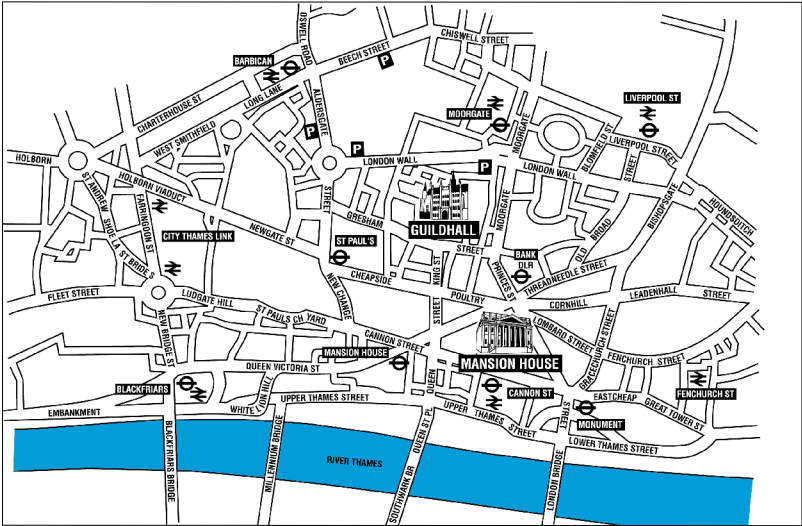 OSWELL ROAD
CHISWELL STREET
BEECH STREET
BARBICAN
P
LONG LANE
CHARTERHOUSE ST
ALDERSGATE
STREET
MOORGATE
LIVERPOOL ST
MOORGATE
BLOMFIELD ST
LIVERPOOL STREET
P
P
WEST SMITHFIELD
HOLBORN
LONDON WALL
P
LONDON WALL
STREET
BISHOPSGATE
HOUNDSDITCH
HOLBORN VIADUCT
ST ANDREW
SHOE LA
ST BRIDE S
FARRINGDON ST
CITY THAMES LINK
NEWGATE ST
GRESHAM
STREET
GUILDHALL
MOORGATE
ST PAUL'S
BANK
DLR
OLD
BROAD
PRINCES ST
THREADNEEDLE STREET
KING ST
CHEAPSIDE
POULTRY
CORNHILL
LEADENHALL
STREET
FLEET STREET
LUDGATE HILL
ST PAULS CH YARD
NEW CHANGE
CANNON STREET
STREET
LOMBARD STREET
GRACECHURCH STREET
FENCHURCH STREET
NEW BRIDGE ST
MANSION HOUSE
MANSION HOUSE
QUEEN VICTORIA ST
BLACKFRIARS
QUEEN
CANNON ST
EASTCHEAP
FENCHURCH ST
GREAT TOWER ST
MONUMENT
UPPER THAMES STREET
UPPER THAMES STREET
STREET
LOWER THAMES STREET
EMBANKMENT
WHITE LION HILL
BLACKFRIARS BRIDGE
MILLENNIUM BRIDGE
RIVER THAMES
QUEEN ST PL
SOUTHWARK BR
LONDON BRIDGE